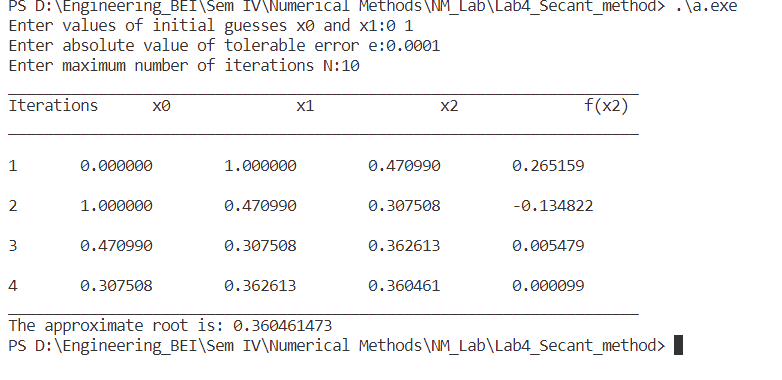 PS D:\Engineering_BEI\Sem IV\Numerical Methods\NM_Lab\Lab4_Secant_method> .\a.exe
Enter values of initial guesses x0 and x1:0 1
Enter absolute value of tolerable error e:0.0001
Enter maximum number of iterations N:10
Iterations x0 x1 x2 f(x2)
1 0.000000 1.000000 0.470990 0.265159
2 1.000000 0.470990 0.307508 -0.134822
3 0.470990 0.307508 0.362613 0.005479
4 0.307508 0.362613 0.360461 0.000099
The approximate root is: 0.360461473
PS D:\Engineering_BEI\Sem IV\Numerical Methods\NM_Lab\Lab4_Secant_method>